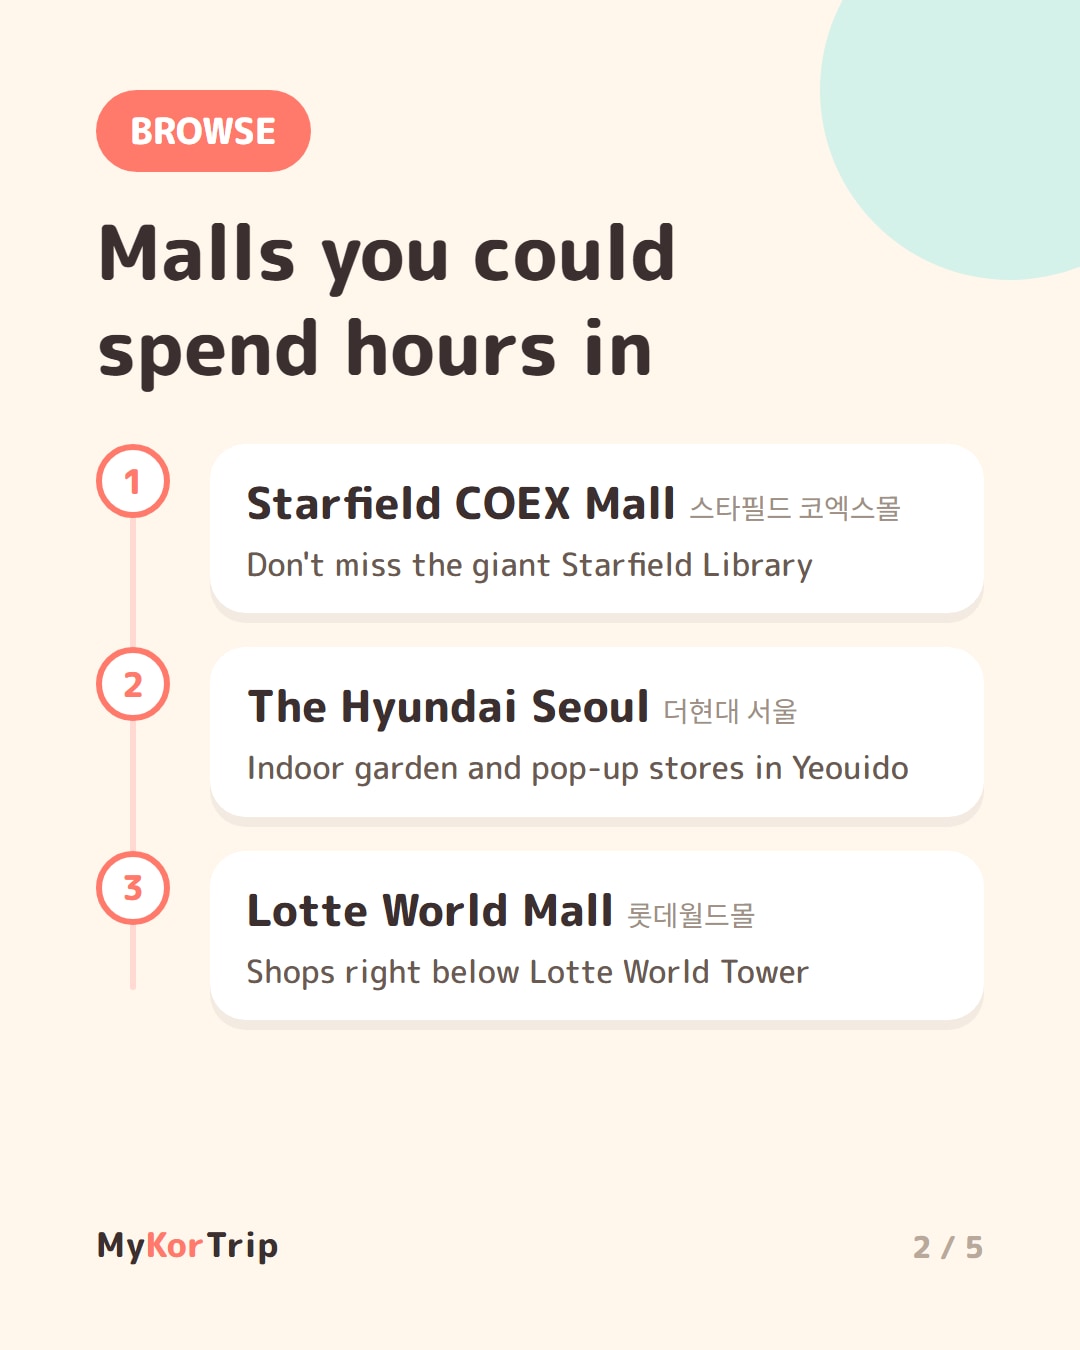 BROWSE
Malls you could
spend hours in
1
Starfield COEX Mall 스타필드 코엑스몰
Don't miss the giant Starfield Library
2
The Hyundai Seoul 더현대 서울
Indoor garden and pop-up stores in Yeouido
3
Lotte World Mall 롯데월드몰
Shops right below Lotte World Tower
MyKorTrip
2 / 5